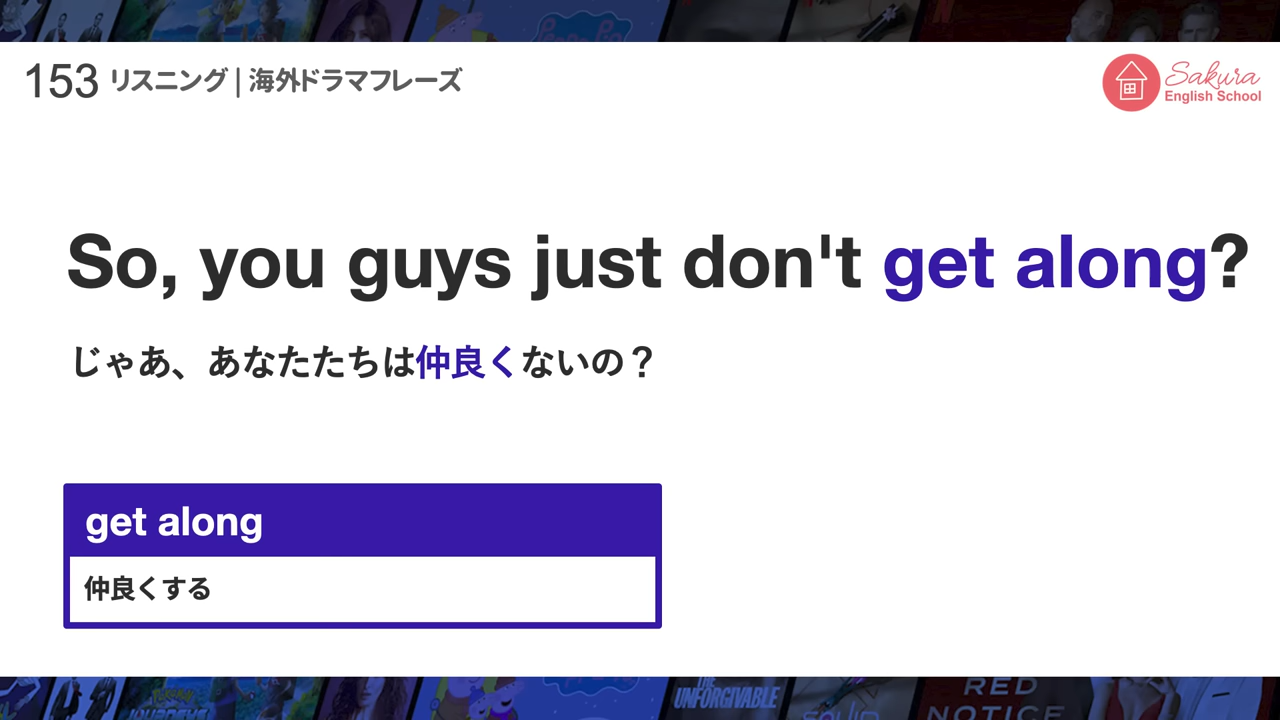 153 リスニング | 海外ドラマフレーズ
Sakura
English School
So, you guys just don't get along?
じゃあ、あなたたちは仲良くないの？
get along
仲良くする
THE
UNFORGIVABLE
RED
NOTICE